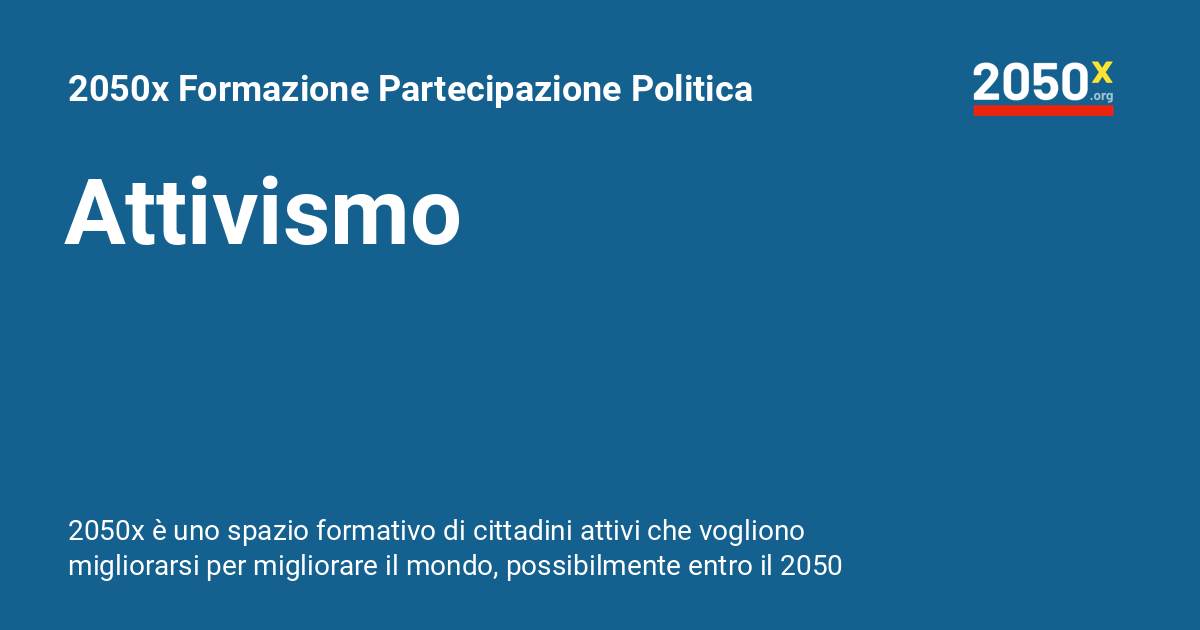 2050x Formazione Partecipazione Politica
2050x
.org
Attivismo
2050x è uno spazio formativo di cittadini attivi che vogliono
migliorarsi per migliorare il mondo, possibilmente entro il 2050